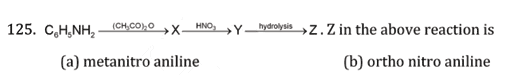 125. C₆H₅NH₂ —(CH₃CO)₂O→ X —HNO₃→ Y —hydrolysis→ Z. Z in the above reaction is
(a) metanitro aniline (b) ortho nitro aniline